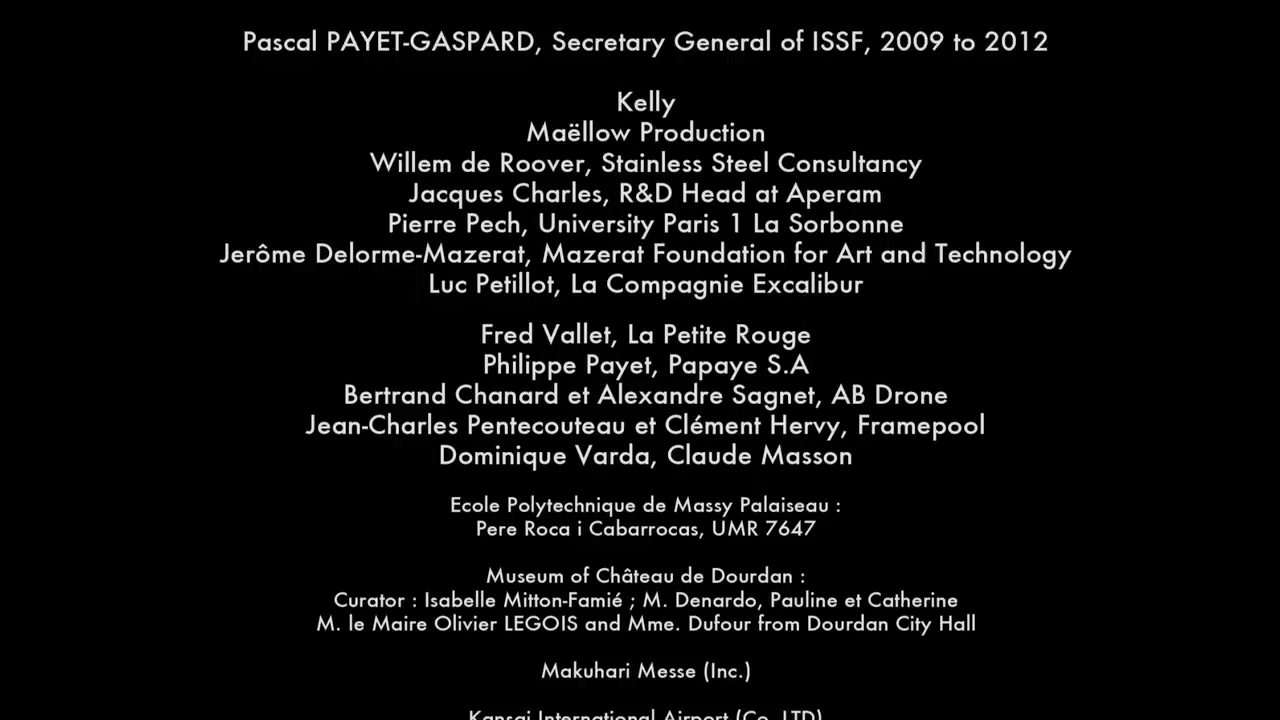 Pascal PAYET-GASPARD, Secretary General of ISSF, 2009 to 2012
Kelly
Maëllow Production
Willem de Roover, Stainless Steel Consultancy
Jacques Charles, R&D Head at Aperam
Pierre Pech, University Paris 1 La Sorbonne
Jerôme Delorme-Mazerat, Mazerat Foundation for Art and Technology
Luc Petillot, La Compagnie Excalibur
Fred Vallet, La Petite Rouge
Philippe Payet, Papaye S.A
Bertrand Chanard et Alexandre Sagnet, AB Drone
Jean-Charles Pentecouteau et Clément Hervy, Framepool
Dominique Varda, Claude Masson
Ecole Polytechnique de Massy Palaiseau :
Pere Roca i Cabarrocas, UMR 7647
Museum of Château de Dourdan :
Curator : Isabelle Mitton-Famié ; M. Denardo, Pauline et Catherine
M. le Maire Olivier LEGOIS and Mme. Dufour from Dourdan City Hall
Makuhari Messe (Inc.)
Kansai International Airport (Co. LTD)